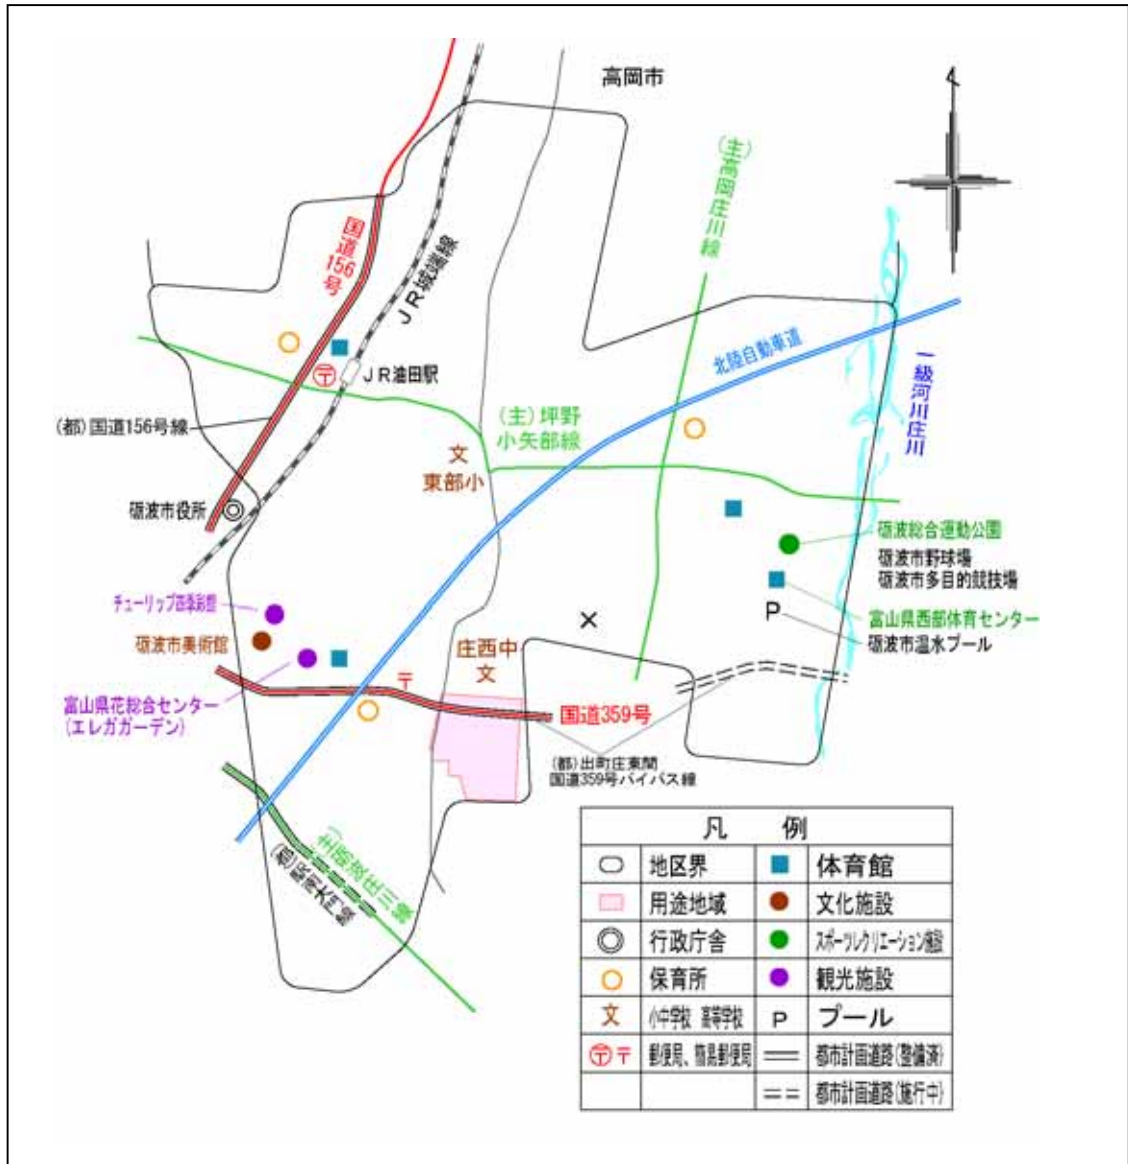 高岡市
(主)高岡庄川線
国道156号
JR城端線
北陸自動車道
一級河川庄川
JR油田駅
(都)国道156号線
(主)坪野
小矢部線
文
東部小
砺波市役所
砺波総合運動公園
砺波市野球場
砺波市多目的競技場
チューリップ四季彩館
P
富山県西部体育センター
砺波市温水プール
砺波市美術館
庄西中
文
〒
富山県花総合センター
(エレガガーデン)
国道359号
(都)出町庄東間
国道359号バイパス線
(主)砺波庄川線
凡 例
地区界
体育館
用途地域
文化施設
行政庁舎
スポーツレクリエーション施設
保育所
観光施設
文
小中学校 高等学校
P
プール
〒〒
郵便局、簡易郵便局
都市計画道路(整備済)
都市計画道路(施行中)